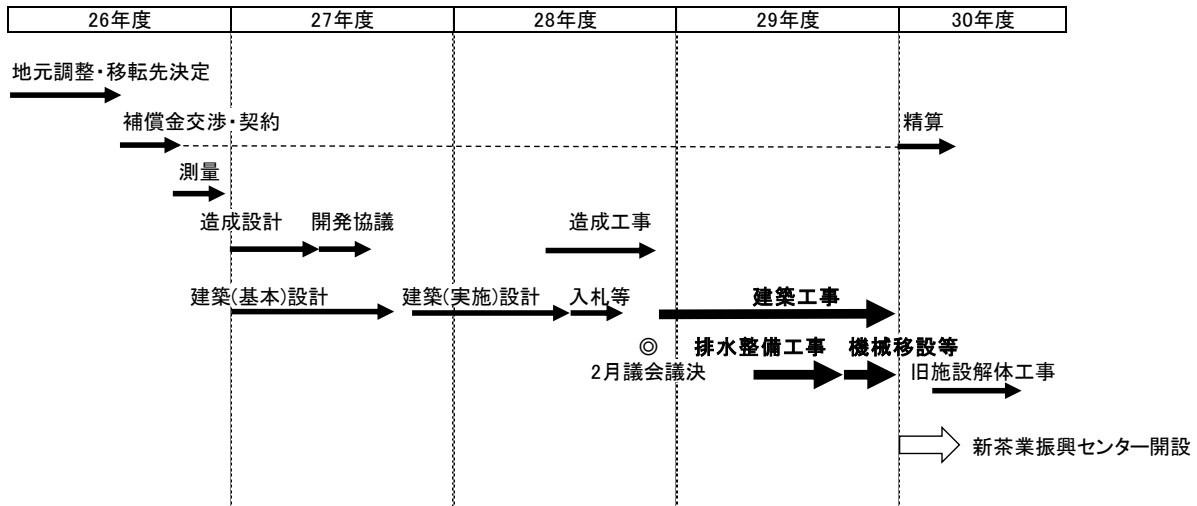 26年度 27年度 28年度 29年度 30年度
地元調整・移転先決定
補償金交渉・契約 精算
測量
造成設計 開発協議 造成工事
建築(基本)設計 建築(実施)設計 入札等 建築工事
◎ 排水整備工事 機械移設等
2月議会議決 旧施設解体工事
新茶業振興センター開設